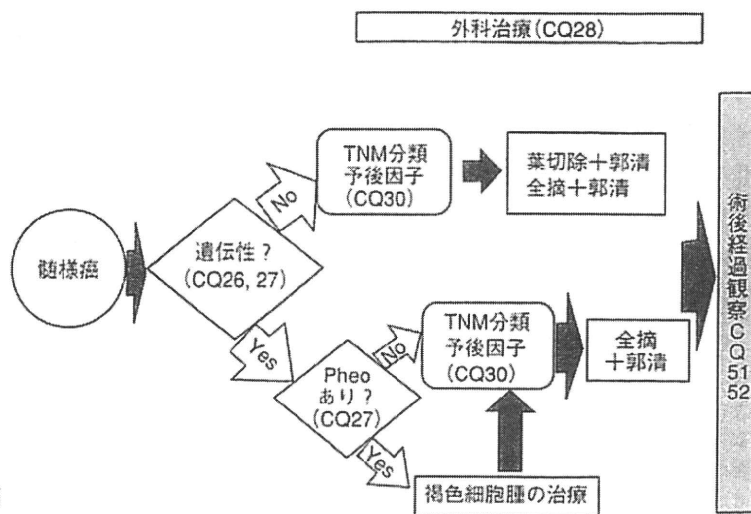 外科治療(CQ28)
TNM分類
予後因子
(CQ30)
葉切除＋郭清
全摘＋郭清
No
髄様癌
遺伝性？
(CQ26, 27)
Yes
Pheo
あり？
(CQ27)
No
TNM分類
予後因子
(CQ30)
全摘
＋郭清
Yes
褐色細胞腫の治療
術後経過観察CQ51
52